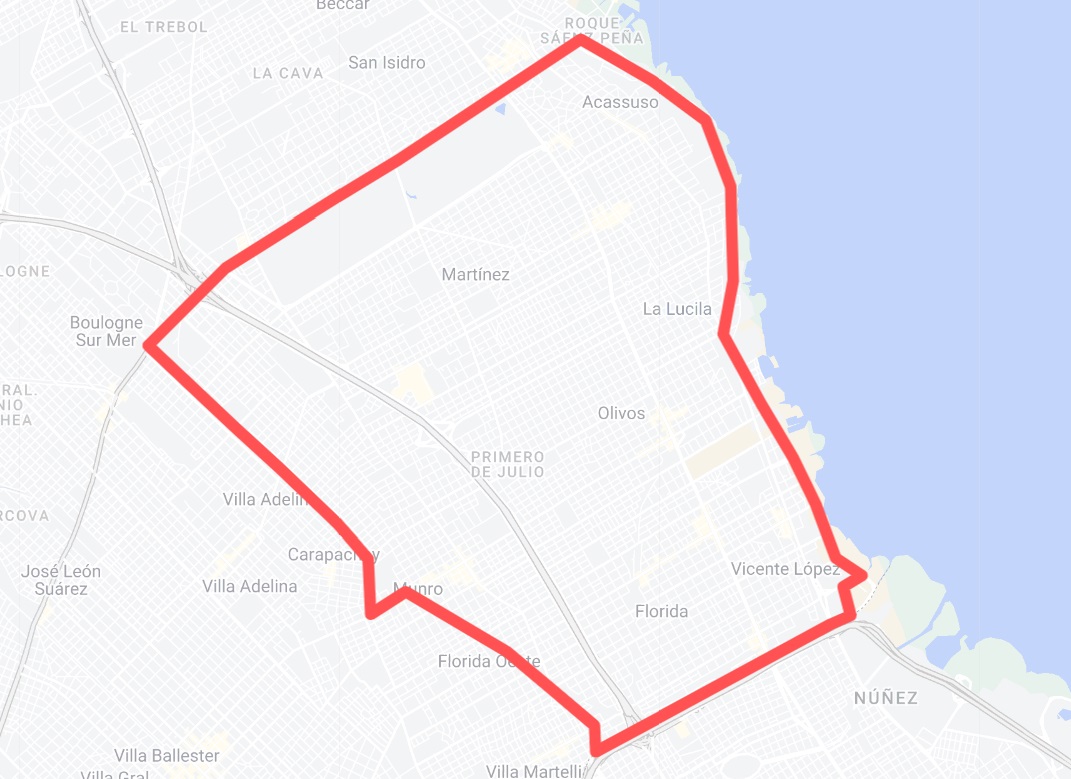 Beccar
EL TREBOL
ROQUE
SÁENZ PEÑA
San Isidro
LA CAVA
Acassuso
LOGNE
Martínez
La Lucila
Boulogne
Sur Mer
RAL.
NIO
HEA
Olivos
PRIMERO
DE JULIO
Villa Adelin
RCOVA
Carapachay
José León
Suárez
Villa Adelina
Munro
Vicente López
Florida
Florida Oeste
NÚÑEZ
Villa Ballester
Villa Gral
Villa Martelli